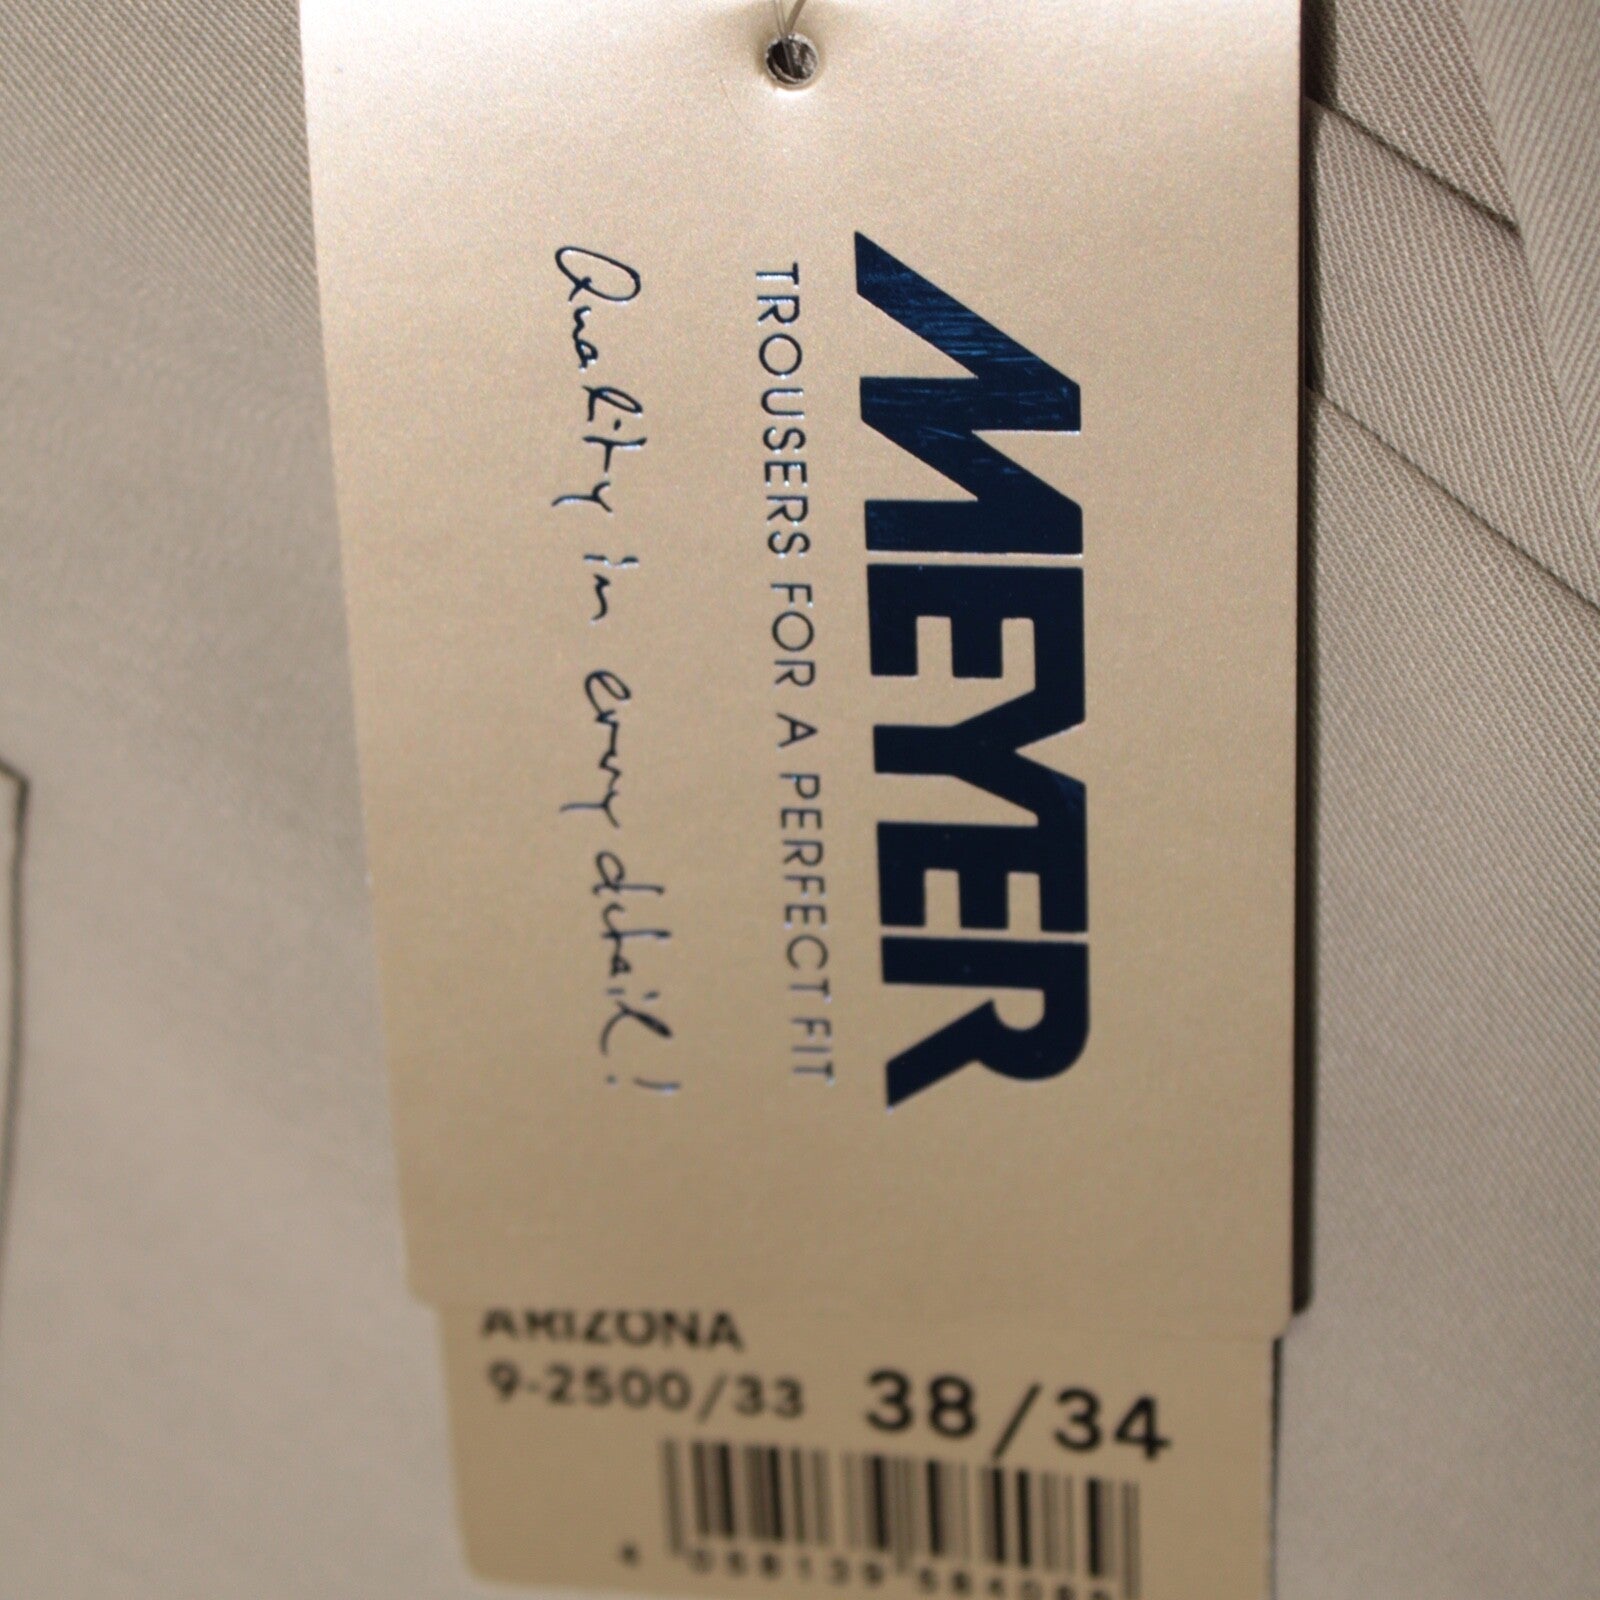 MEYER
TROUSERS FOR A PERFECT FIT
Quality in every detail!
ARIZONA
9-2500/33 38/34